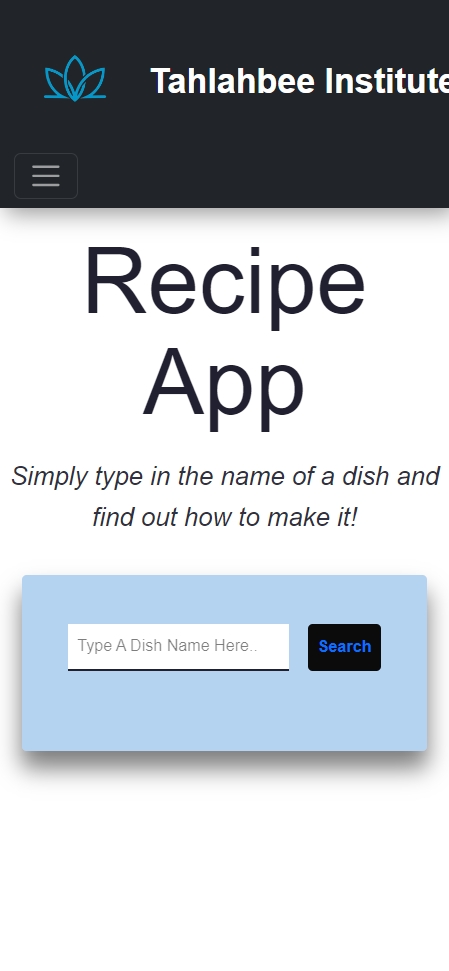 Tahlahbee Institute
Recipe
App
Simply type in the name of a dish and
find out how to make it!
Type A Dish Name Here..
Search